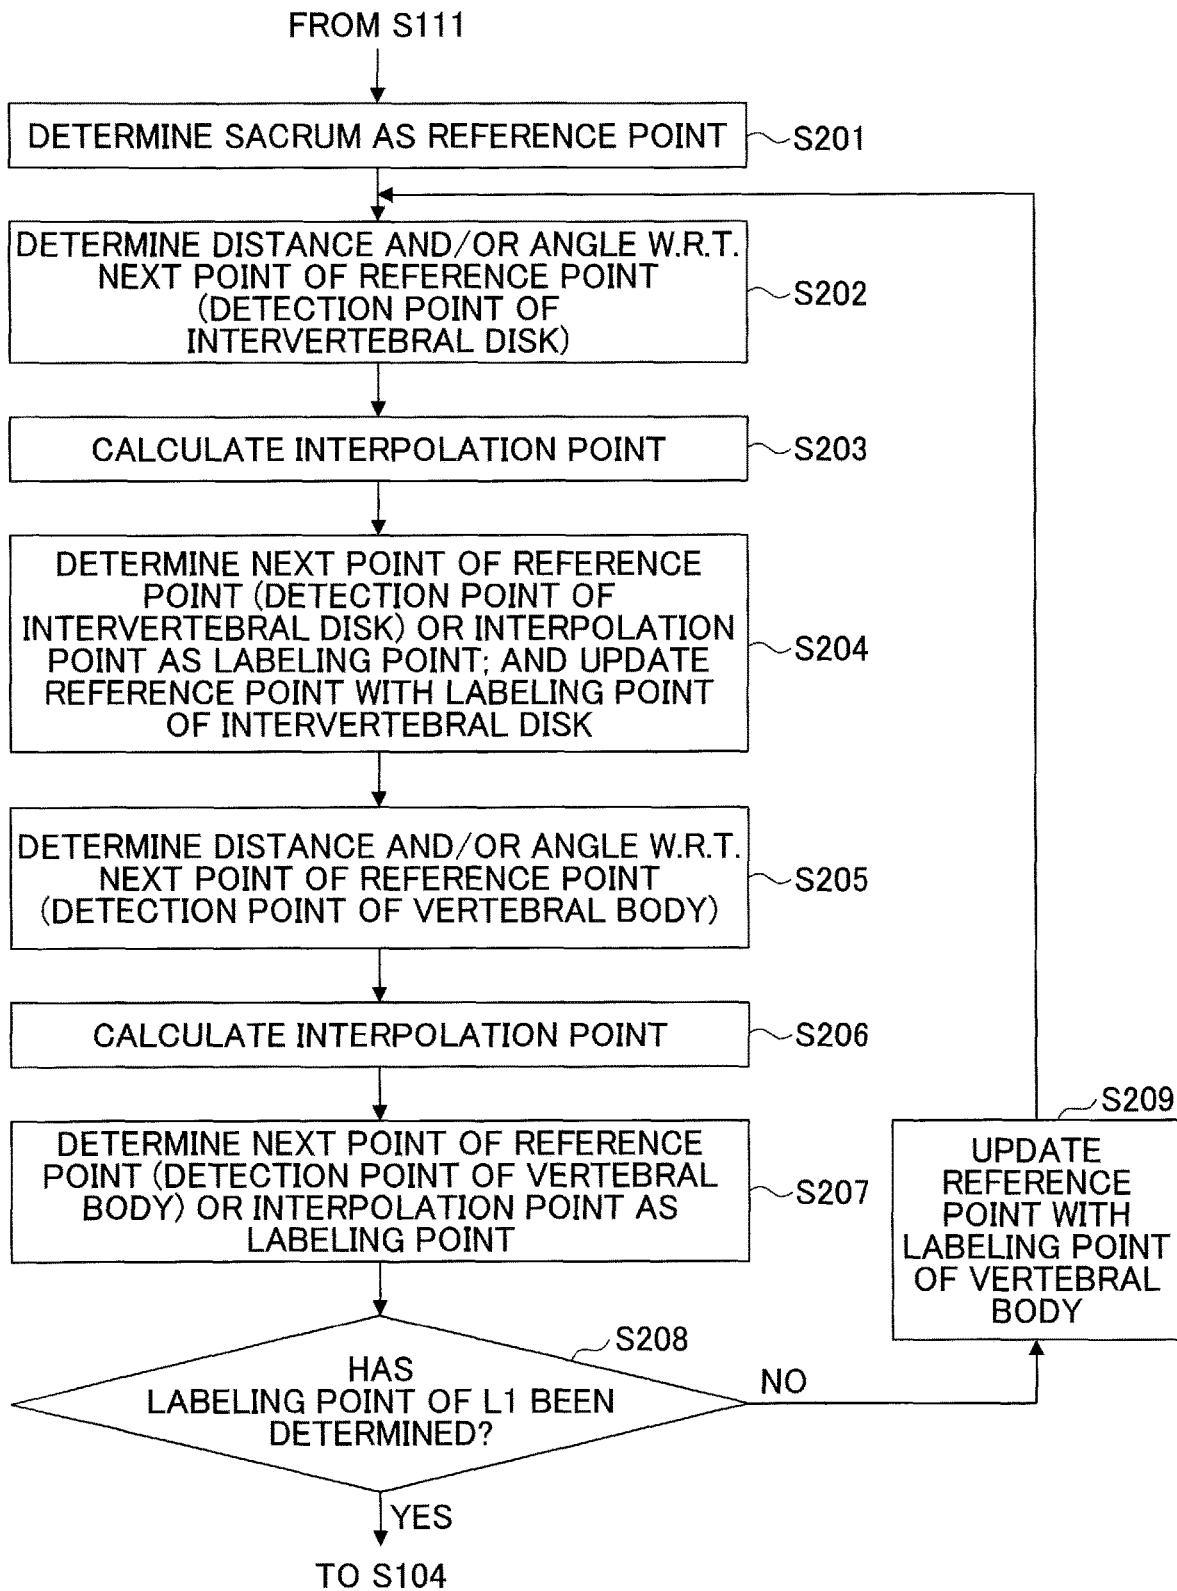 FROM S111
DETERMINE SACRUM AS REFERENCE POINT
S201
DETERMINE DISTANCE AND/OR ANGLE W.R.T.
NEXT POINT OF REFERENCE POINT
(DETECTION POINT OF
INTERVERTEBRAL DISK)
S202
CALCULATE INTERPOLATION POINT
S203
DETERMINE NEXT POINT OF REFERENCE
POINT (DETECTION POINT OF
INTERVERTEBRAL DISK) OR INTERPOLATION
POINT AS LABELING POINT; AND UPDATE
REFERENCE POINT WITH LABELING POINT
OF INTERVERTEBRAL DISK
S204
DETERMINE DISTANCE AND/OR ANGLE W.R.T.
NEXT POINT OF REFERENCE POINT
(DETECTION POINT OF VERTEBRAL BODY)
S205
CALCULATE INTERPOLATION POINT
S206
DETERMINE NEXT POINT OF REFERENCE
POINT (DETECTION POINT OF VERTEBRAL
BODY) OR INTERPOLATION POINT AS
LABELING POINT
S207
HAS
LABELING POINT OF L1 BEEN
DETERMINED?
S208
NO
S209
UPDATE
REFERENCE
POINT WITH
LABELING POINT
OF VERTEBRAL
BODY
YES
TO S104